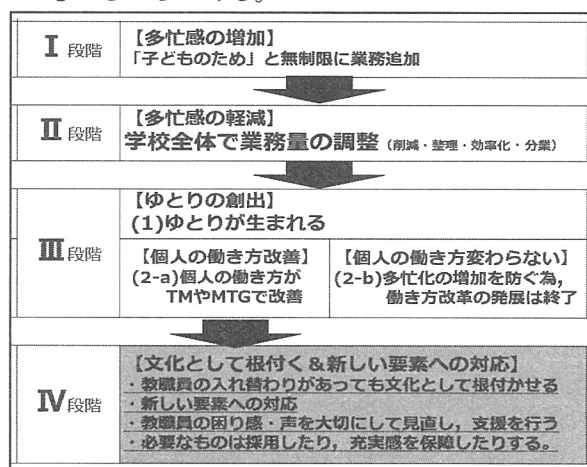 Ⅰ段階
【多忙感の増加】
「子どものため」と無制限に業務追加
Ⅱ段階
【多忙感の軽減】
学校全体で業務量の調整（削減・整理・効率化・分業）
Ⅲ段階
【ゆとりの創出】
(1)ゆとりが生まれる
【個人の働き方改善】
(2-a)個人の働き方が
TMやMTGで改善
【個人の働き方変わらない】
(2-b)多忙化の増加を防ぐ為，
働き方改革の発展は終了
Ⅳ段階
【文化として根付く＆新しい要素への対応】
・教職員の入れ替わりがあっても文化として根付かせる
・新しい要素への対応
・教職員の困り感・声を大切にして見直し，支援を行う
・必要なものは採用したり，充実感を保障したりする。